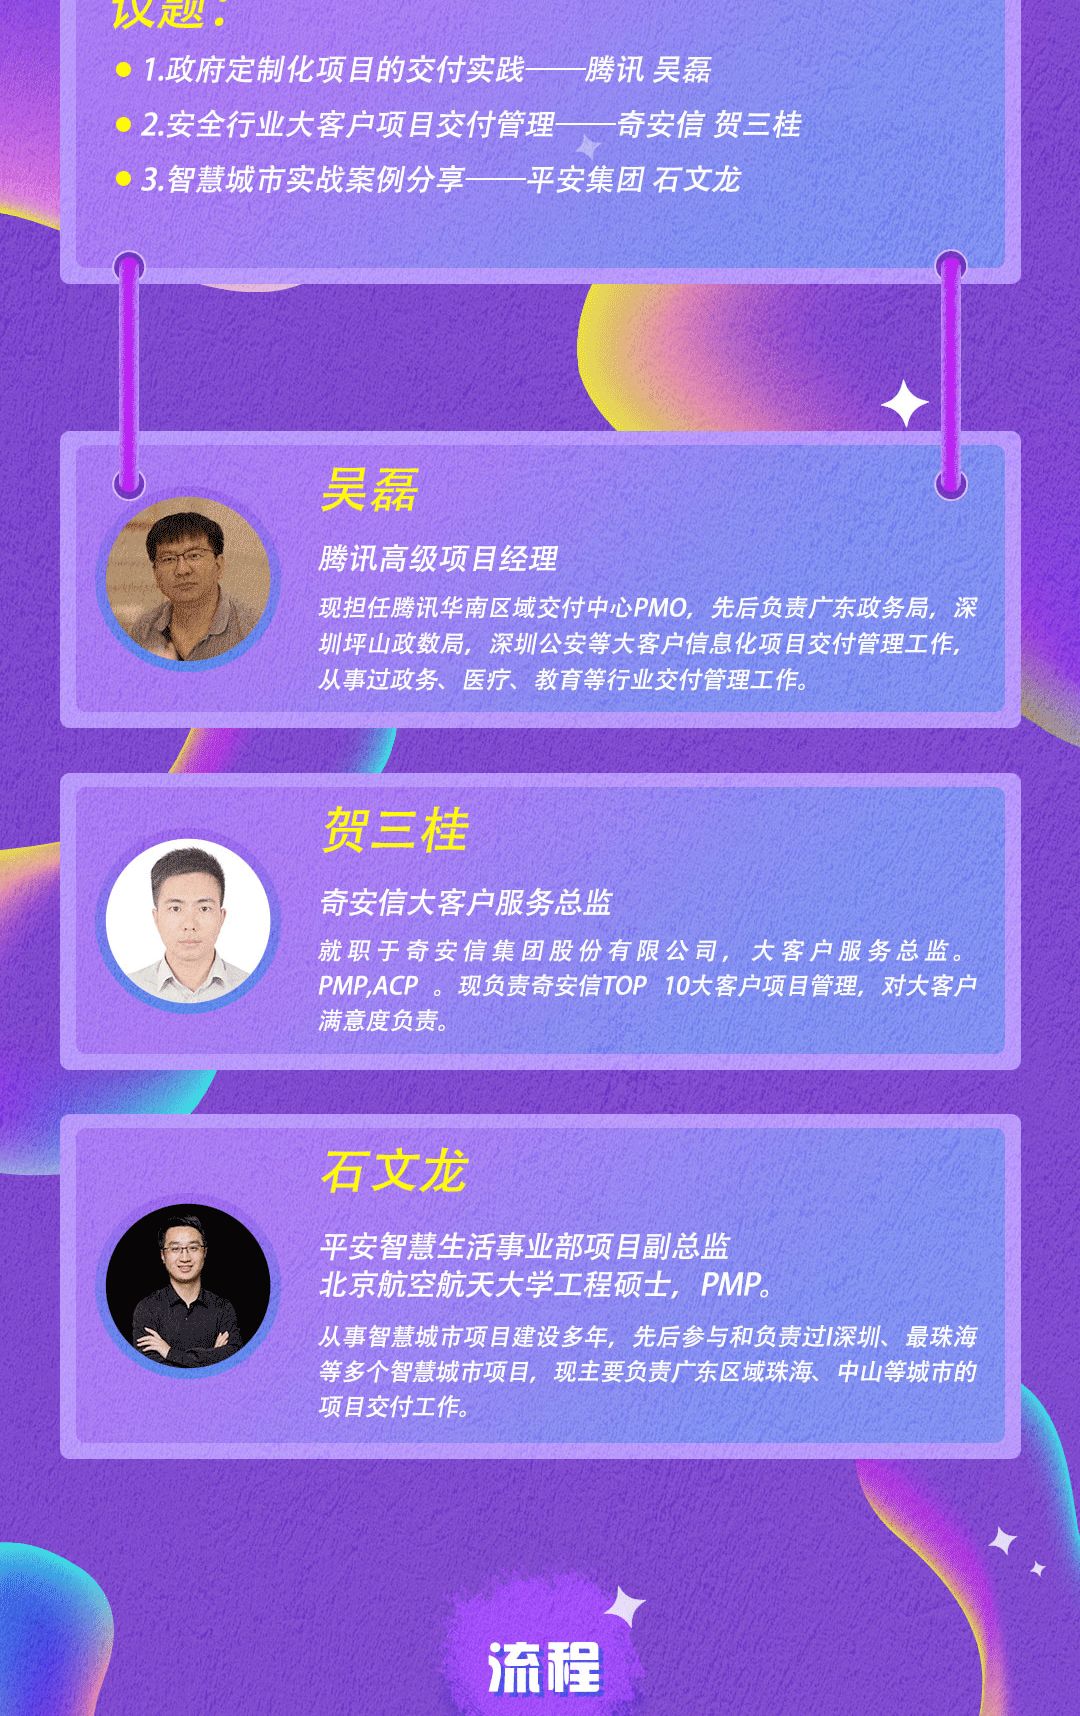 议题：
1.政府定制化项目的交付实践——腾讯 吴磊
2.安全行业大客户项目交付管理——奇安信 贺三桂
3.智慧城市实战案例分享——平安集团 石文龙
吴磊
腾讯高级项目经理
现担任腾讯华南区域交付中心PMO，先后负责广东政务局，深
圳坪山政数局，深圳公安等大客户信息化项目交付管理工作，
从事过政务、医疗、教育等行业交付管理工作。
贺三桂
奇安信大客户服务总监
就职于奇安信集团股份有限公司，大客户服务总监。
PMP,ACP 。现负责奇安信TOP 10大客户项目管理，对大客户
满意度负责。
石文龙
平安智慧生活事业部项目副总监
北京航空航天大学工程硕士，PMP。
从事智慧城市项目建设多年，先后参与和负责过I深圳、最珠海
等多个智慧城市项目，现主要负责广东区域珠海、中山等城市的
项目交付工作。
流程